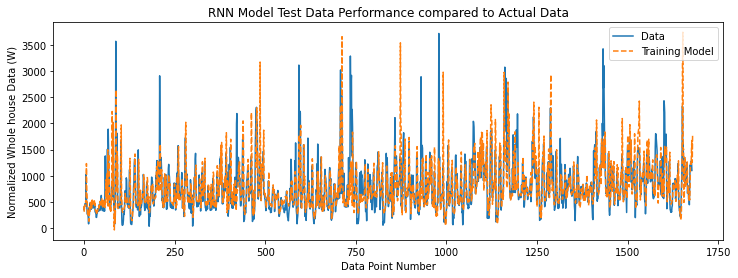 RNN Model Test Data Performance compared to Actual Data
Data
Training Model
Normalized Whole house Data (W)
3500
3000
2500
2000
1500
1000
500
0
0 250 500 750 1000 1250 1500 1750
Data Point Number